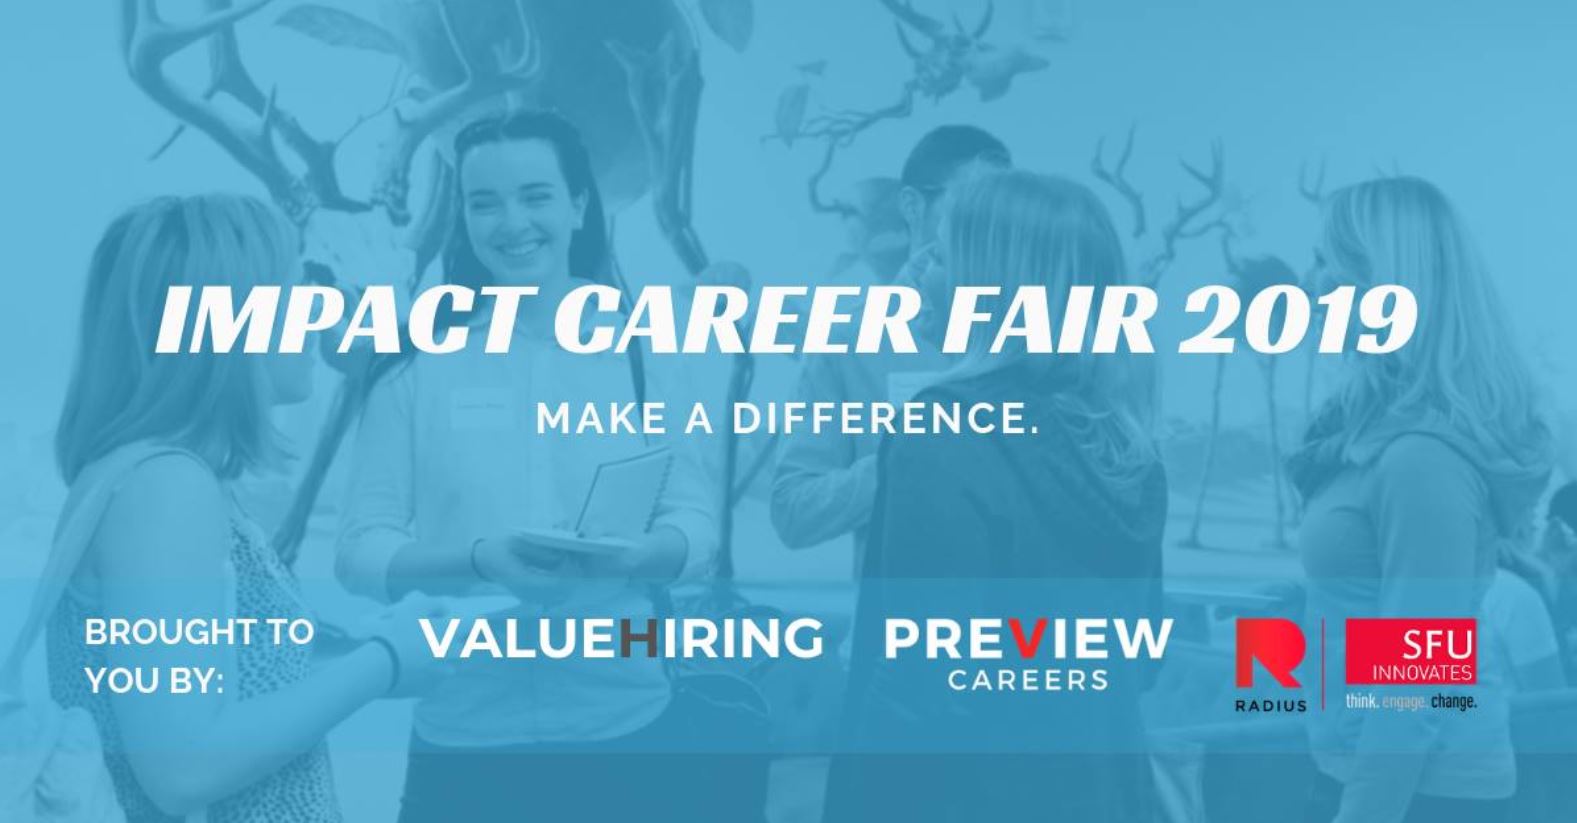 IMPACT CAREER FAIR 2019
MAKE A DIFFERENCE.
BROUGHT TO
YOU BY:
VALUEHIRING
PREVIEW
CAREERS
R
RADIUS
SFU
INNOVATES
think. engage. change.